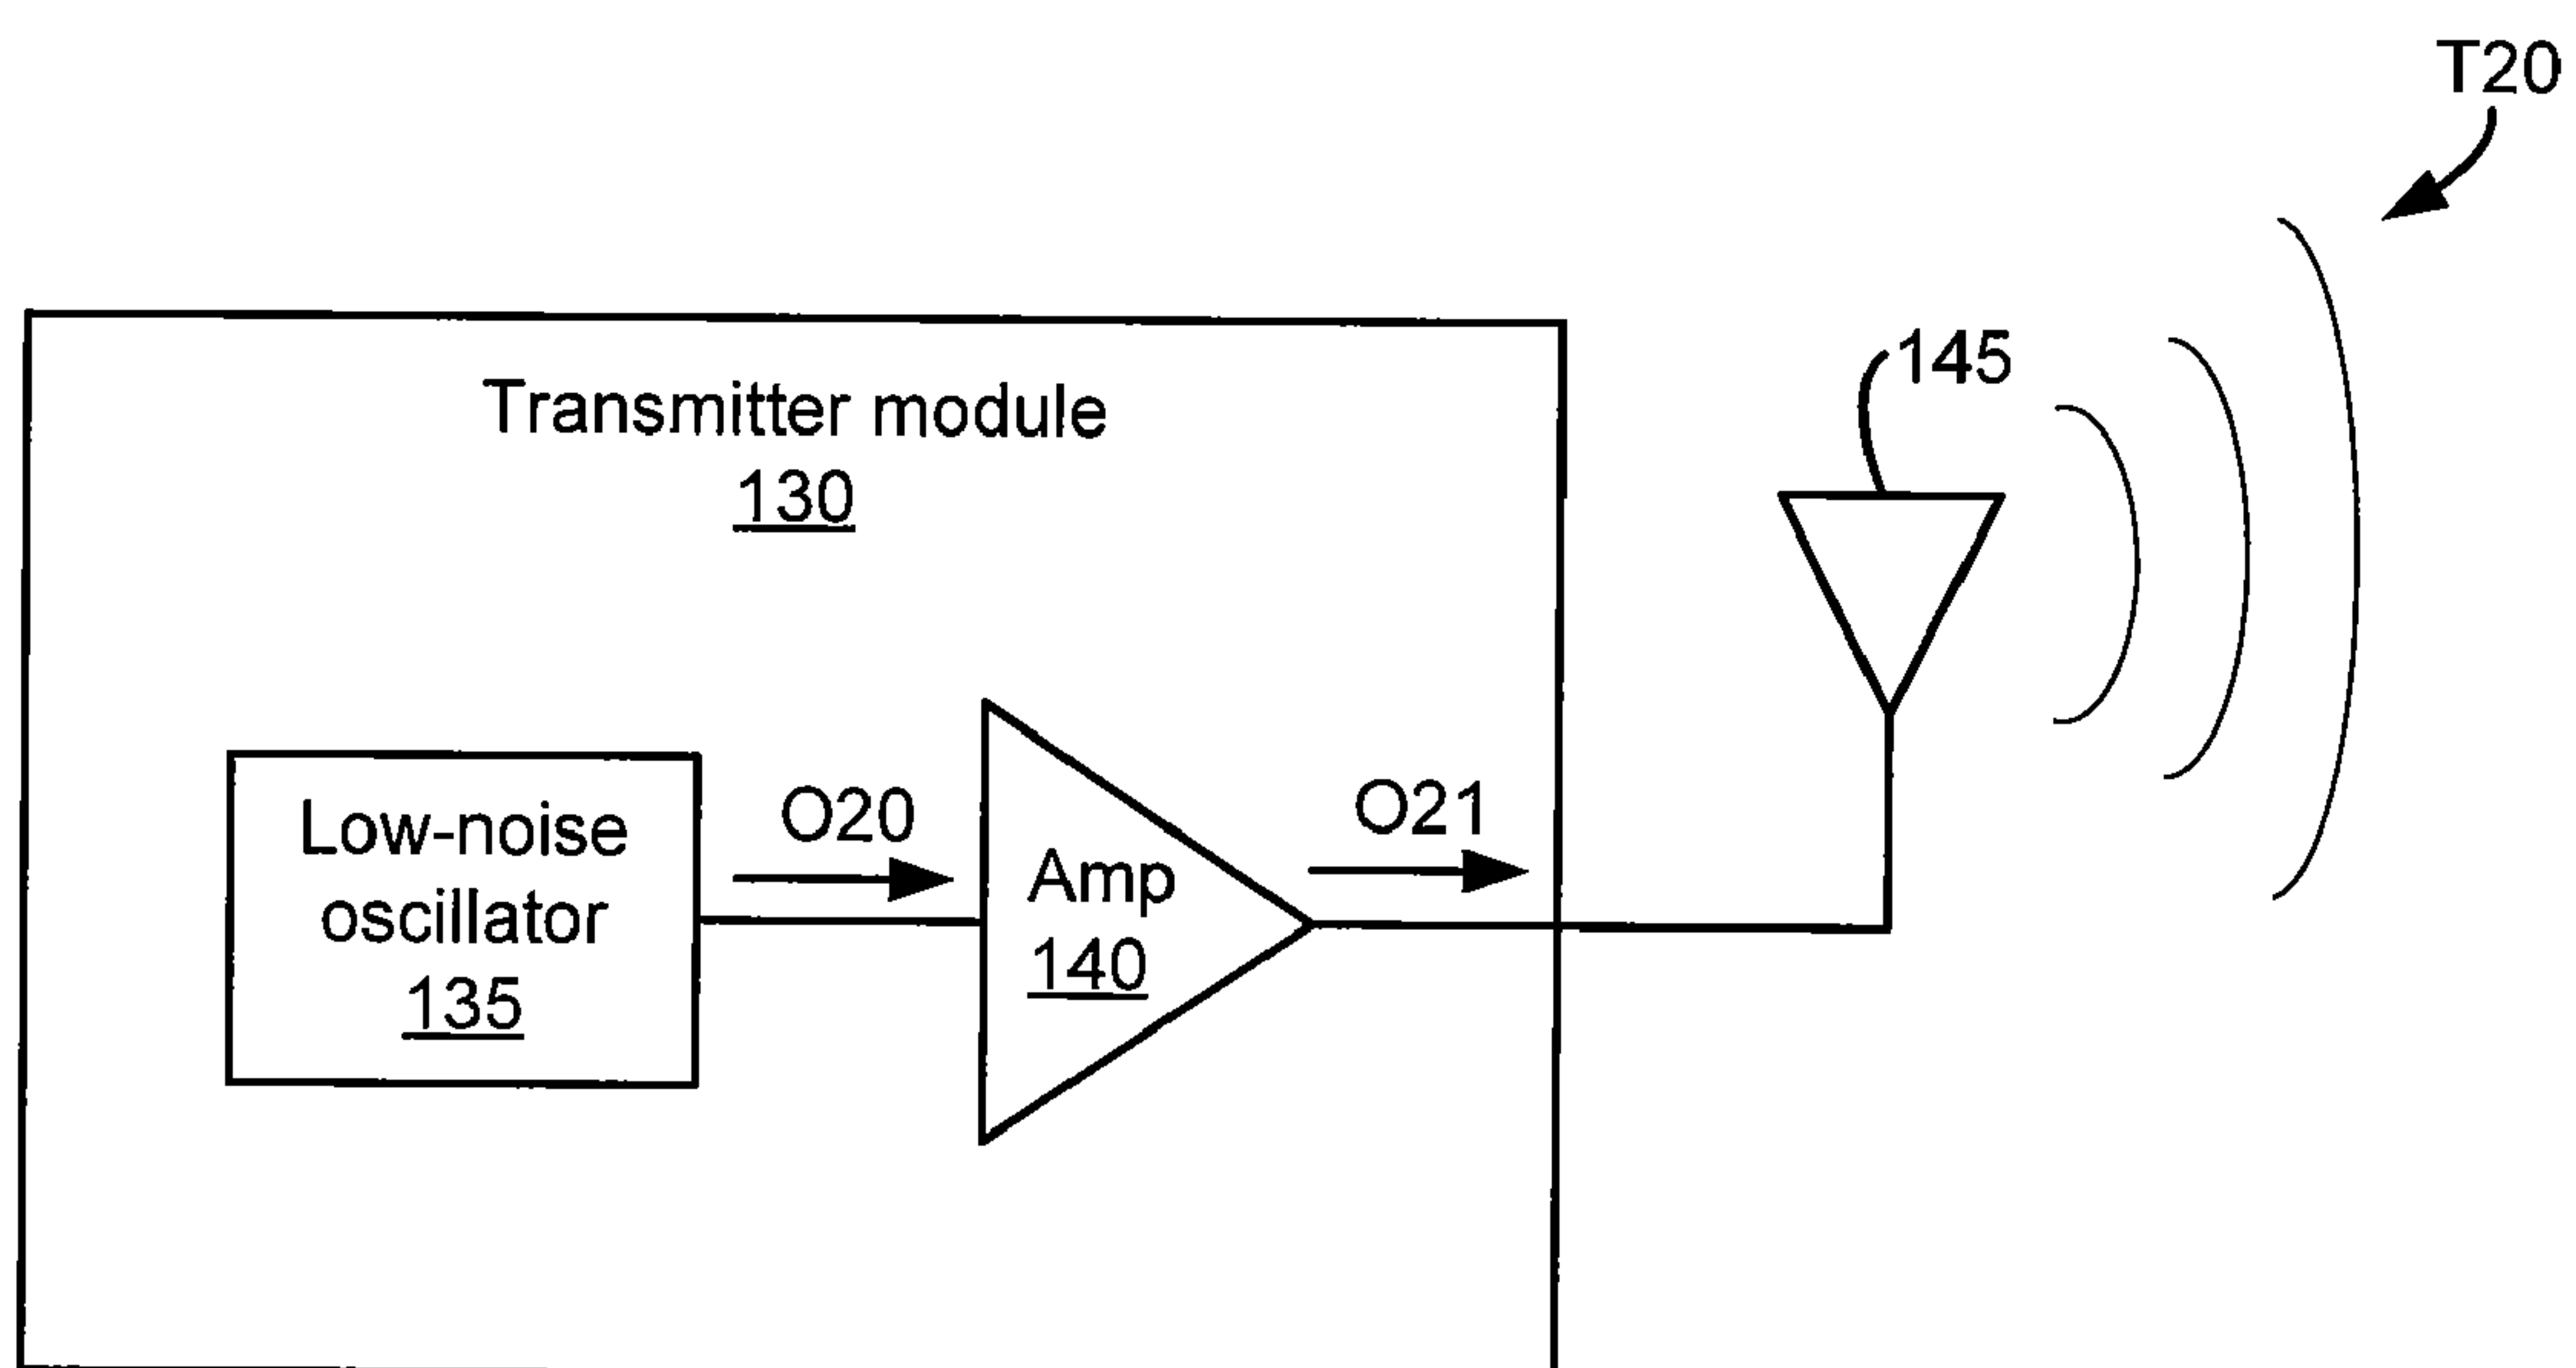 T20
145
Transmitter module
130
O20
O21
Low-noise
oscillator
135
Amp
140